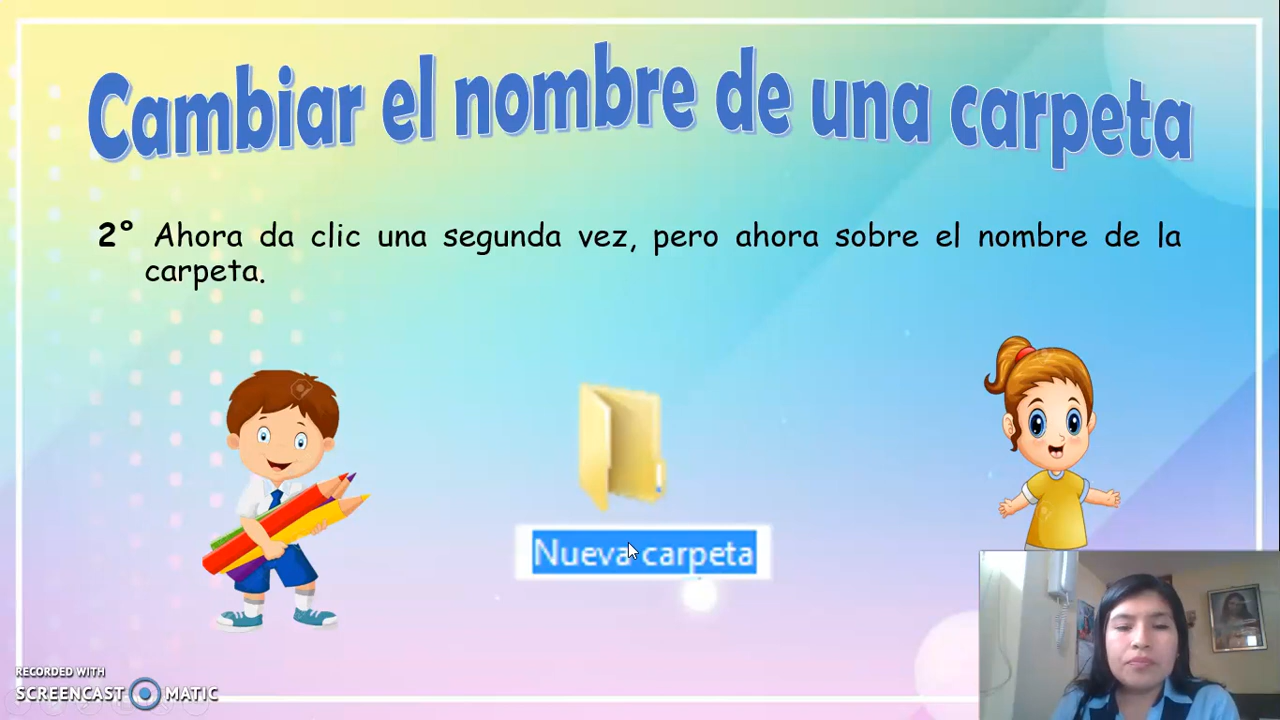 Cambiar el nombre de una carpeta
2° Ahora da clic una segunda vez, pero ahora sobre el nombre de la
carpeta.
Nueva carpeta
RECORDED WITH
SCREENCAST MATIC